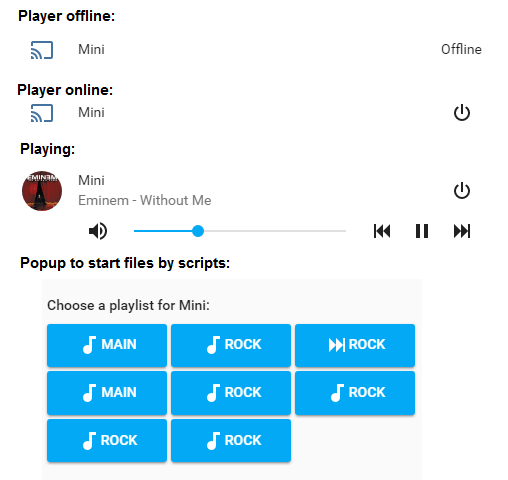 Player offline:
Mini Offline
Player online:
Mini
Playing:
EMINEM
Mini
Eminem - Without Me
Popup to start files by scripts:
Choose a playlist for Mini:
MAIN ROCK ROCK
MAIN ROCK ROCK
ROCK ROCK